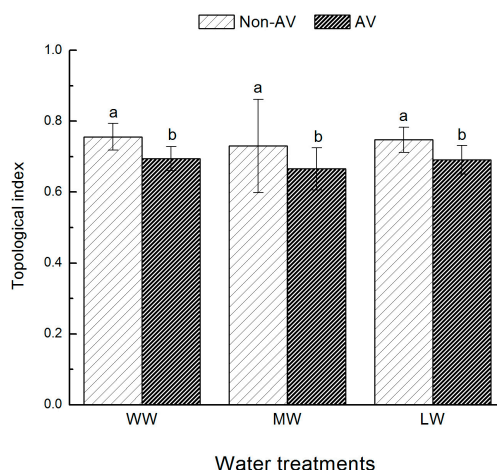 Non-AV AV
1.0
0.8
0.6
0.4
0.2
0.0
Topological index
a b a b a b
WW MW LW
Water treatments